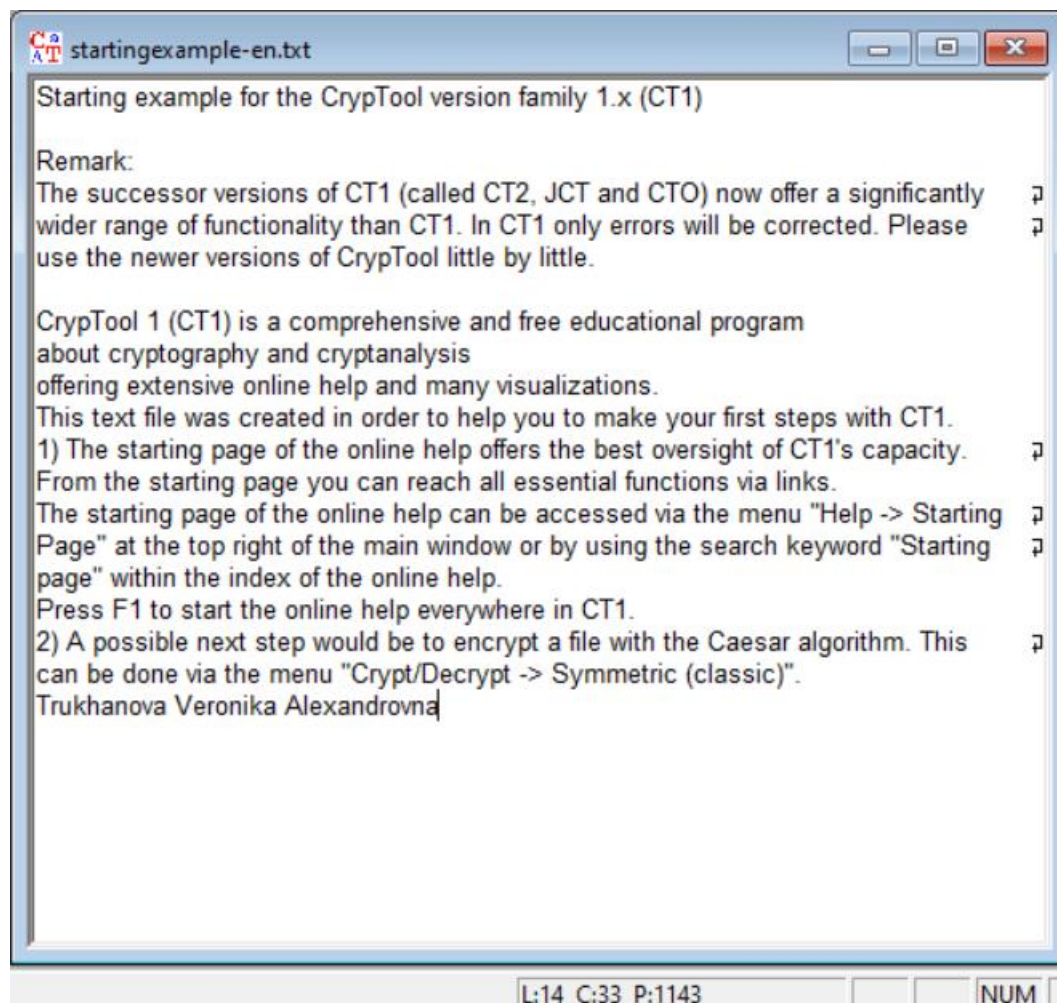 startingexample-en.txt
Starting example for the CrypTool version family 1.x (CT1)
Remark:
The successor versions of CT1 (called CT2, JCT and CTO) now offer a significantly
wider range of functionality than CT1. In CT1 only errors will be corrected. Please
use the newer versions of CrypTool little by little.
CrypTool 1 (CT1) is a comprehensive and free educational program
about cryptography and cryptanalysis
offering extensive online help and many visualizations.
This text file was created in order to help you to make your first steps with CT1.
1) The starting page of the online help offers the best oversight of CT1's capacity.
From the starting page you can reach all essential functions via links.
The starting page of the online help can be accessed via the menu "Help -> Starting
Page" at the top right of the main window or by using the search keyword "Starting
page" within the index of the online help.
Press F1 to start the online help everywhere in CT1.
2) A possible next step would be to encrypt a file with the Caesar algorithm. This
can be done via the menu "Crypt/Decrypt -> Symmetric (classic)".
Trukhanova Veronika Alexandrovna
L:14 C:33 P:1143 NUM